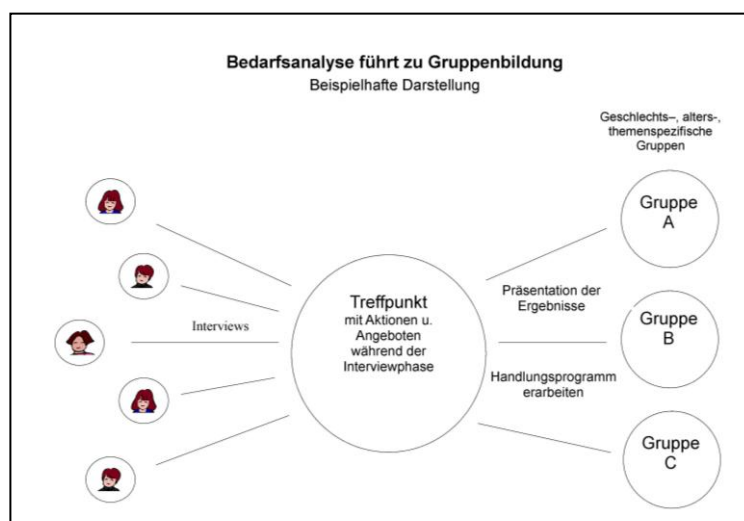 Bedarfsanalyse führt zu Gruppenbildung
Beispielhafte Darstellung
Geschlechts–, alters-,
themenspezifische
Gruppen
Gruppe
A
Interviews
Treffpunkt
mit Aktionen u.
Angeboten
während der
Interviewphase
Präsentation der
Ergebnisse
Gruppe
B
Handlungsprogramm
erarbeiten
Gruppe
C